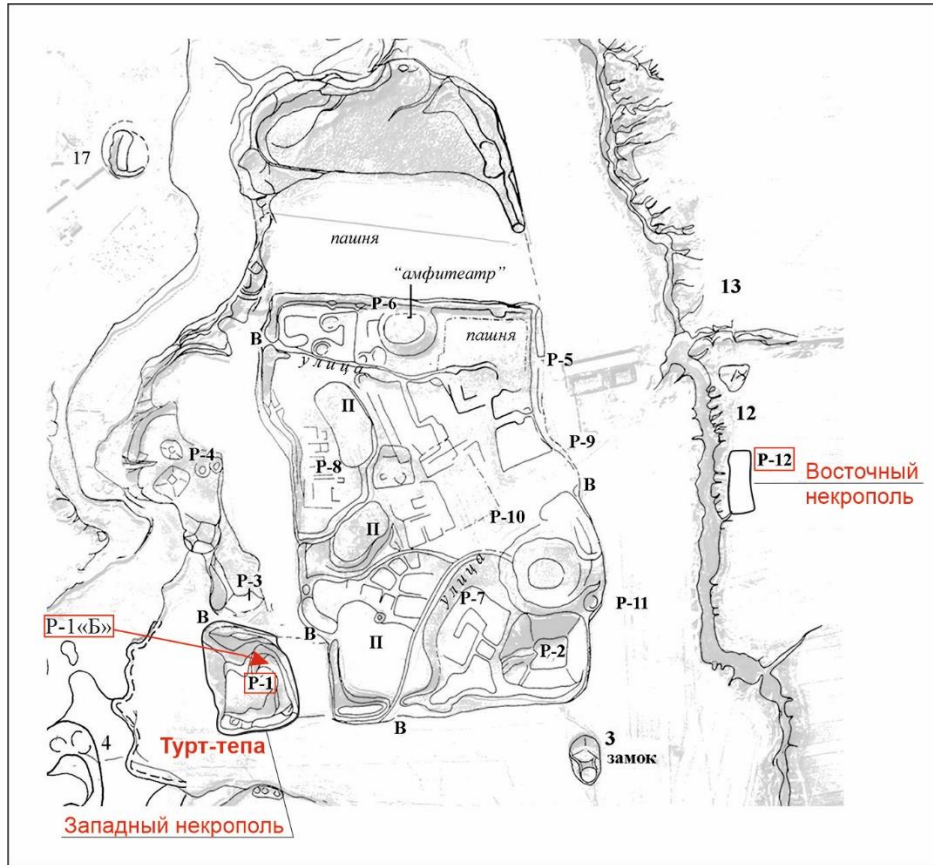 17
пашня
"амфитеатр"
Р-6
13
В
пашня
улица
Р-5
П
12
Р-9
Р-4
Р-8
Р-12
Восточный
некрополь
В
Р-10
П
улица
Р-3
Р-7
Р-11
В
Р-1«Б»
В
П
Р-2
Р-1
Турт-тепа
В
4
3
замок
Западный некрополь